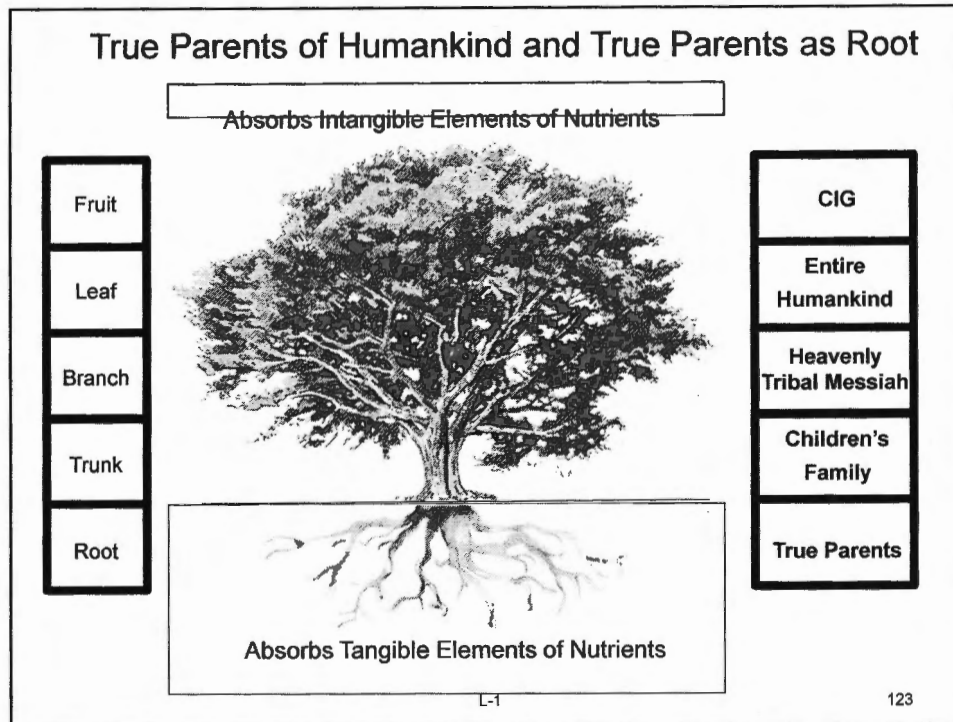 True Parents of Humankind and True Parents as Root
Absorbs Intangible Elements of Nutrients
Fruit
Leaf
Branch
Trunk
Root
CIG
Entire
Humankind
Heavenly
Tribal Messiah
Children's
Family
True Parents
Absorbs Tangible Elements of Nutrients
L-1
123